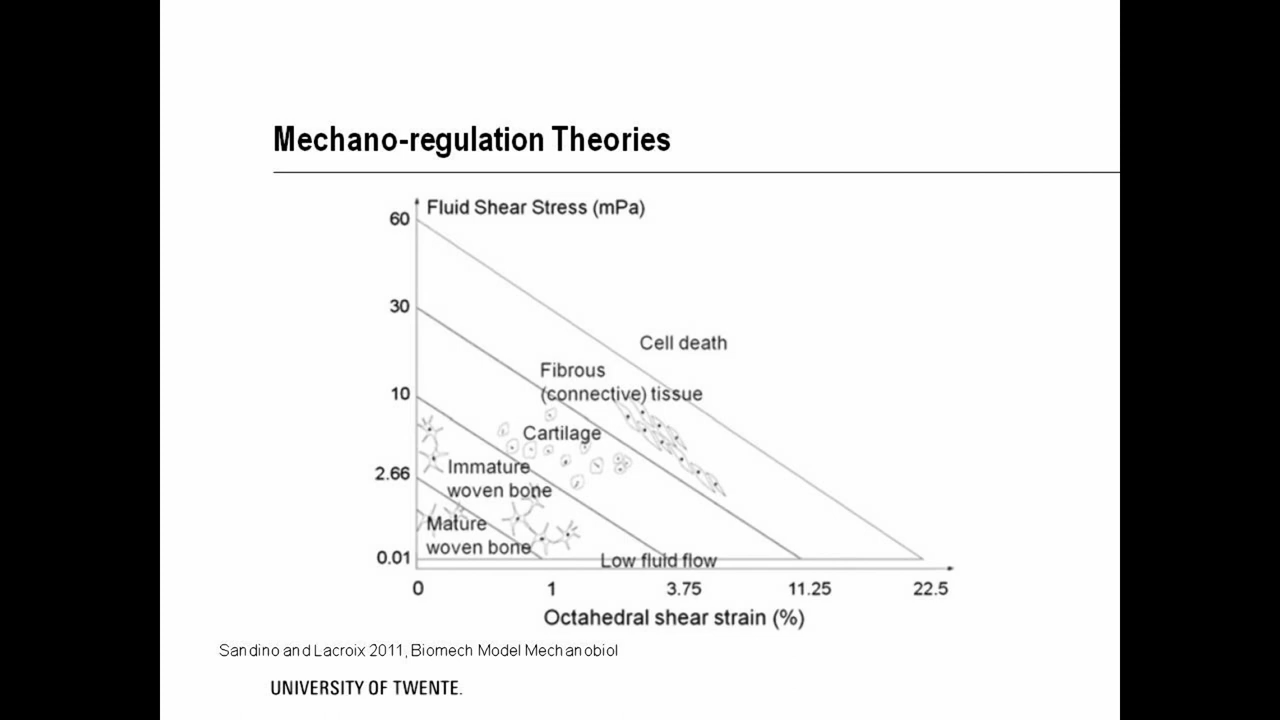 Mechano-regulation Theories
Fluid Shear Stress (mPa)
60
30
Cell death
Fibrous
(connective) tissue
10
Cartilage
Immature
woven bone
2.66
Mature
woven bone
0.01
Low fluid flow
0 1 3.75 11.25 22.5
Octahedral shear strain (%)
Sandino and Lacroix 2011, Biomech Model Mechanobiol
UNIVERSITY OF TWENTE.